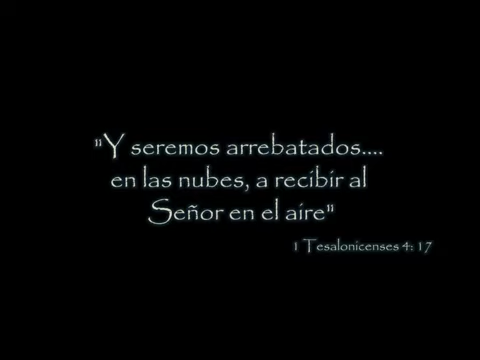 "Y seremos arrebatados....
en las nubes, a recibir al
Señor en el aire"
1 Tesalonicenses 4: 17